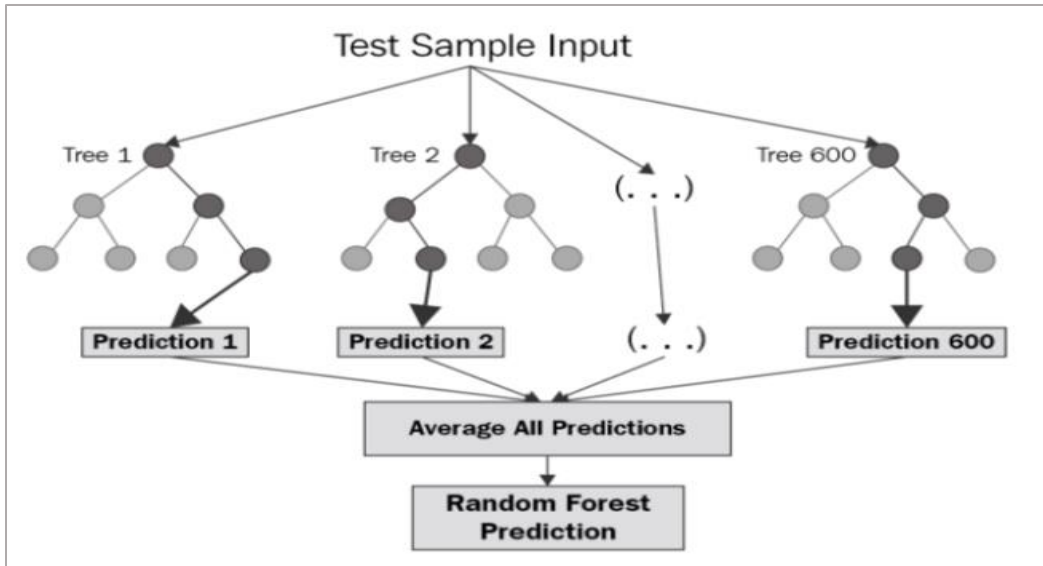 Test Sample Input
Tree 1
Tree 2
Tree 600
(. . .)
Prediction 1
Prediction 2
(. . .)
Prediction 600
Average All Predictions
Random Forest
Prediction